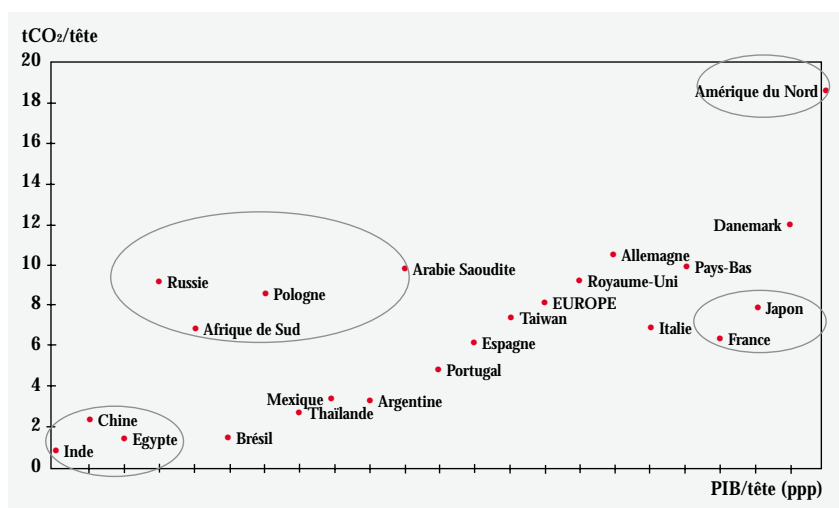 tCO₂/tête
20
18
16
14
12
10
8
6
4
2
0
Amérique du Nord
Danemark
Allemagne
Pays-Bas
Arabie Saoudite
Royaume-Uni
Russie
Pologne
EUROPE
Japon
Taiwan
Afrique de Sud
Italie
France
Espagne
Portugal
Mexique
Argentine
Thaïlande
Chine
Egypte
Brésil
Inde
PIB/tête (ppp)